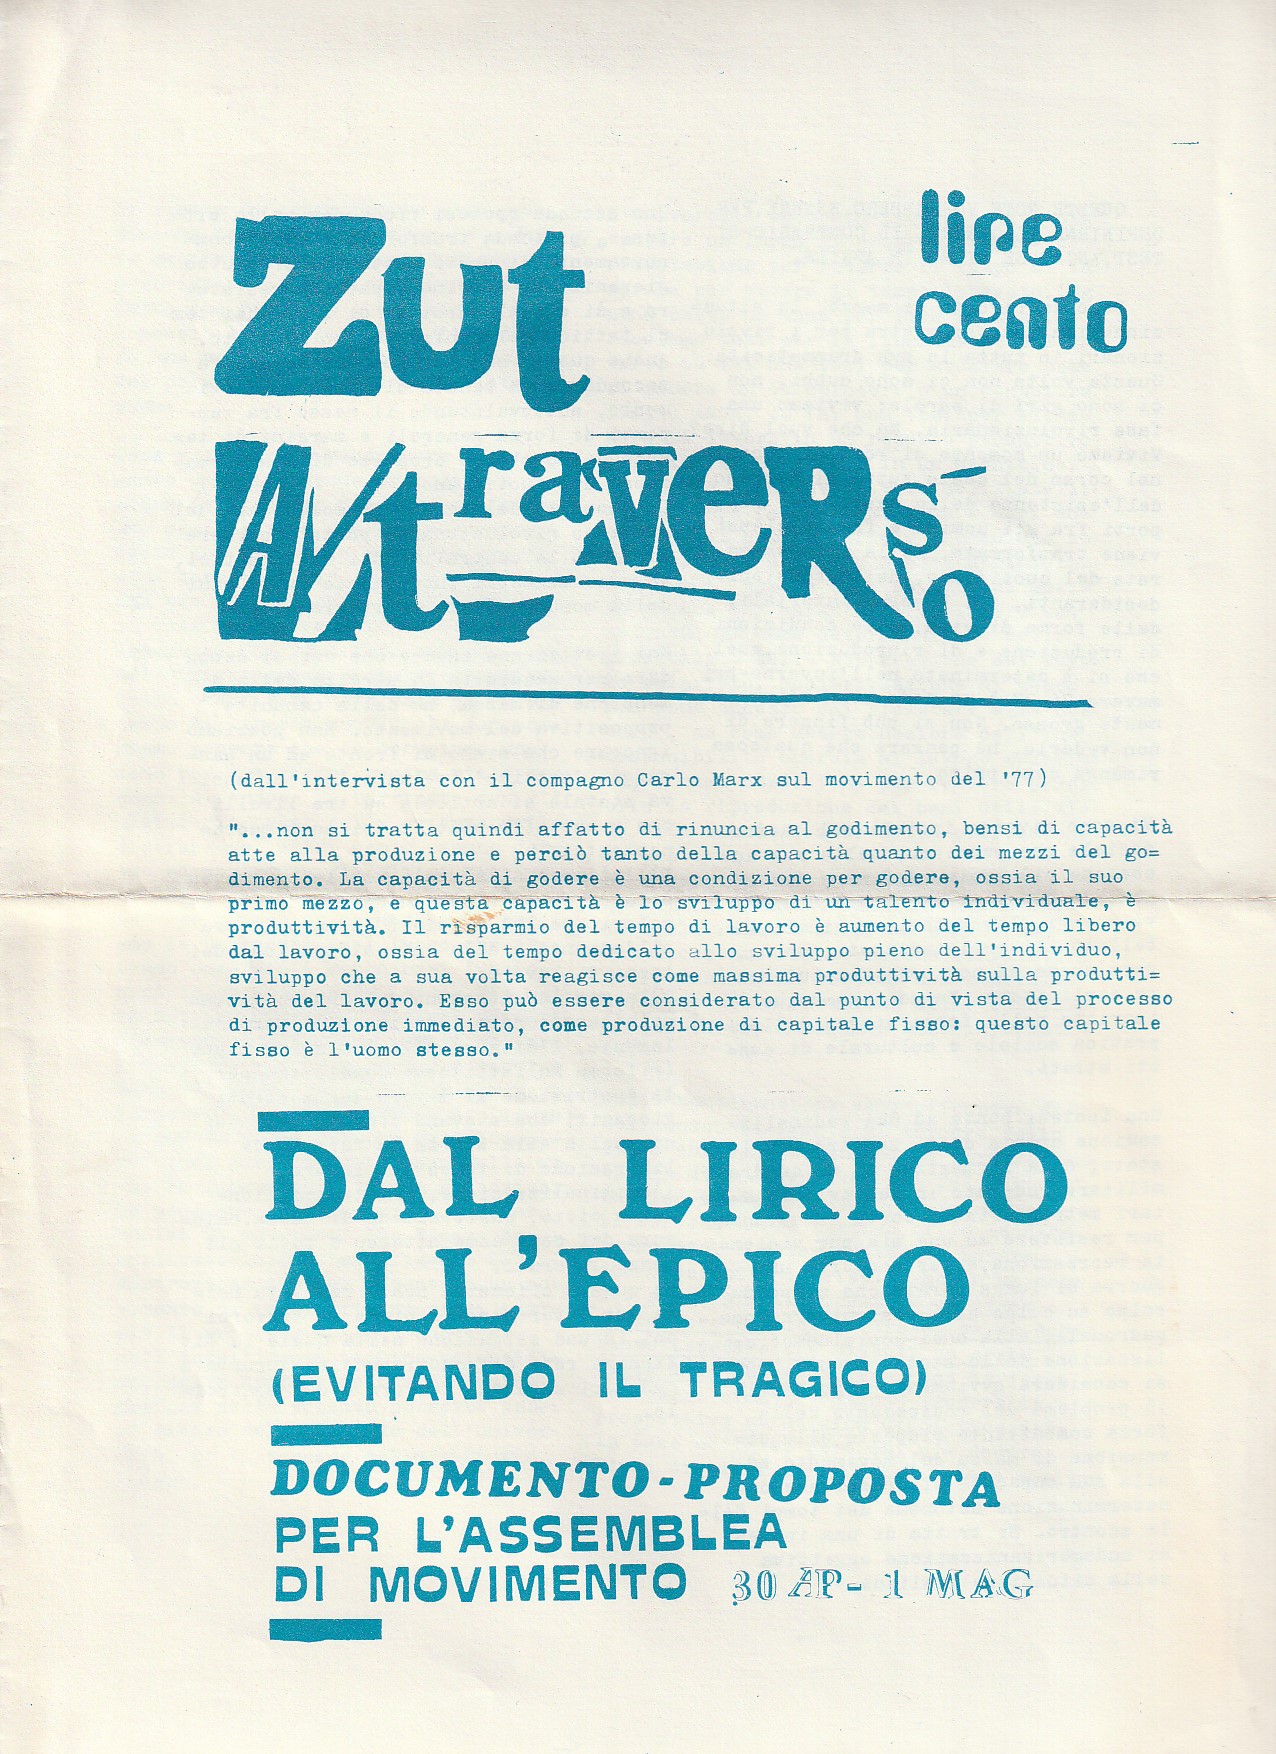 lire
cento
Zut
A/traverso
(dall'intervista con il compagno Carlo Marx sul movimento del '77)
"...non si tratta quindi affatto di rinuncia al godimento, bensi di capacità
atte alla produzione e perciò tanto della capacità quanto dei mezzi del go=
dimento. La capacità di godere è una condizione per godere, ossia il suo
primo mezzo, e questa capacità è lo sviluppo di un talento individuale, è
produttività. Il risparmio del tempo di lavoro è aumento del tempo libero
dal lavoro, ossia del tempo dedicato allo sviluppo pieno dell'individuo,
sviluppo che a sua volta reagisce come massima produttività sulla produtti=
vità del lavoro. Esso può essere considerato dal punto di vista del processo
di produzione immediato, come produzione di capitale fisso: questo capitale
fisso è l'uomo stesso."
DAL LIRICO
ALL'EPICO
(EVITANDO IL TRAGICO)
DOCUMENTO-PROPOSTA
PER L'ASSEMBLEA
DI MOVIMENTO 30 AP- 1 MAG